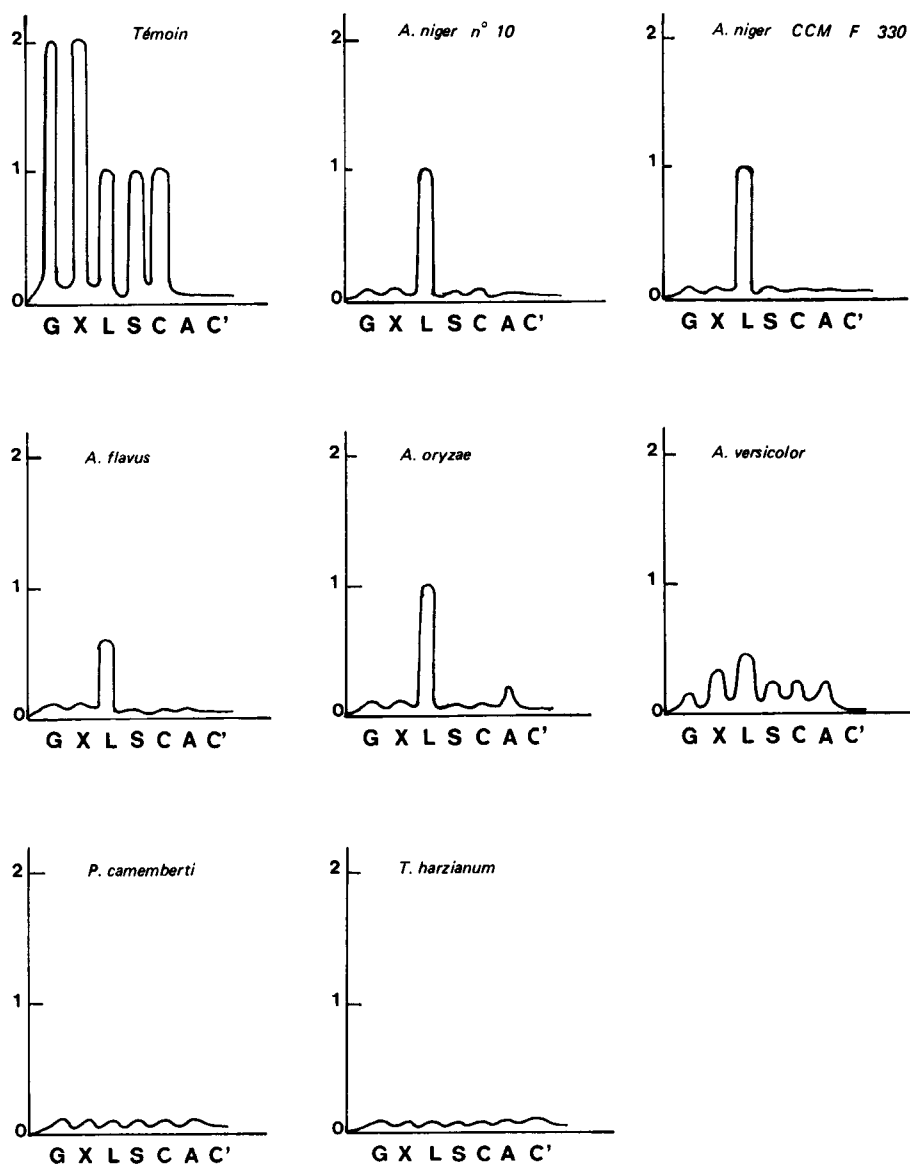 Témoin
2
1
0
G X L S C A C'
A. niger n° 10
2
1
0
G X L S C A C'
A. niger CCM F 330
2
1
0
G X L S C A C'
A. flavus
2
1
0
G X L S C A C'
A. oryzae
2
1
0
G X L S C A C'
A. versicolor
2
1
0
G X L S C A C'
P. camemberti
2
1
0
G X L S C A C'
T. harzianum
2
1
0
G X L S C A C'